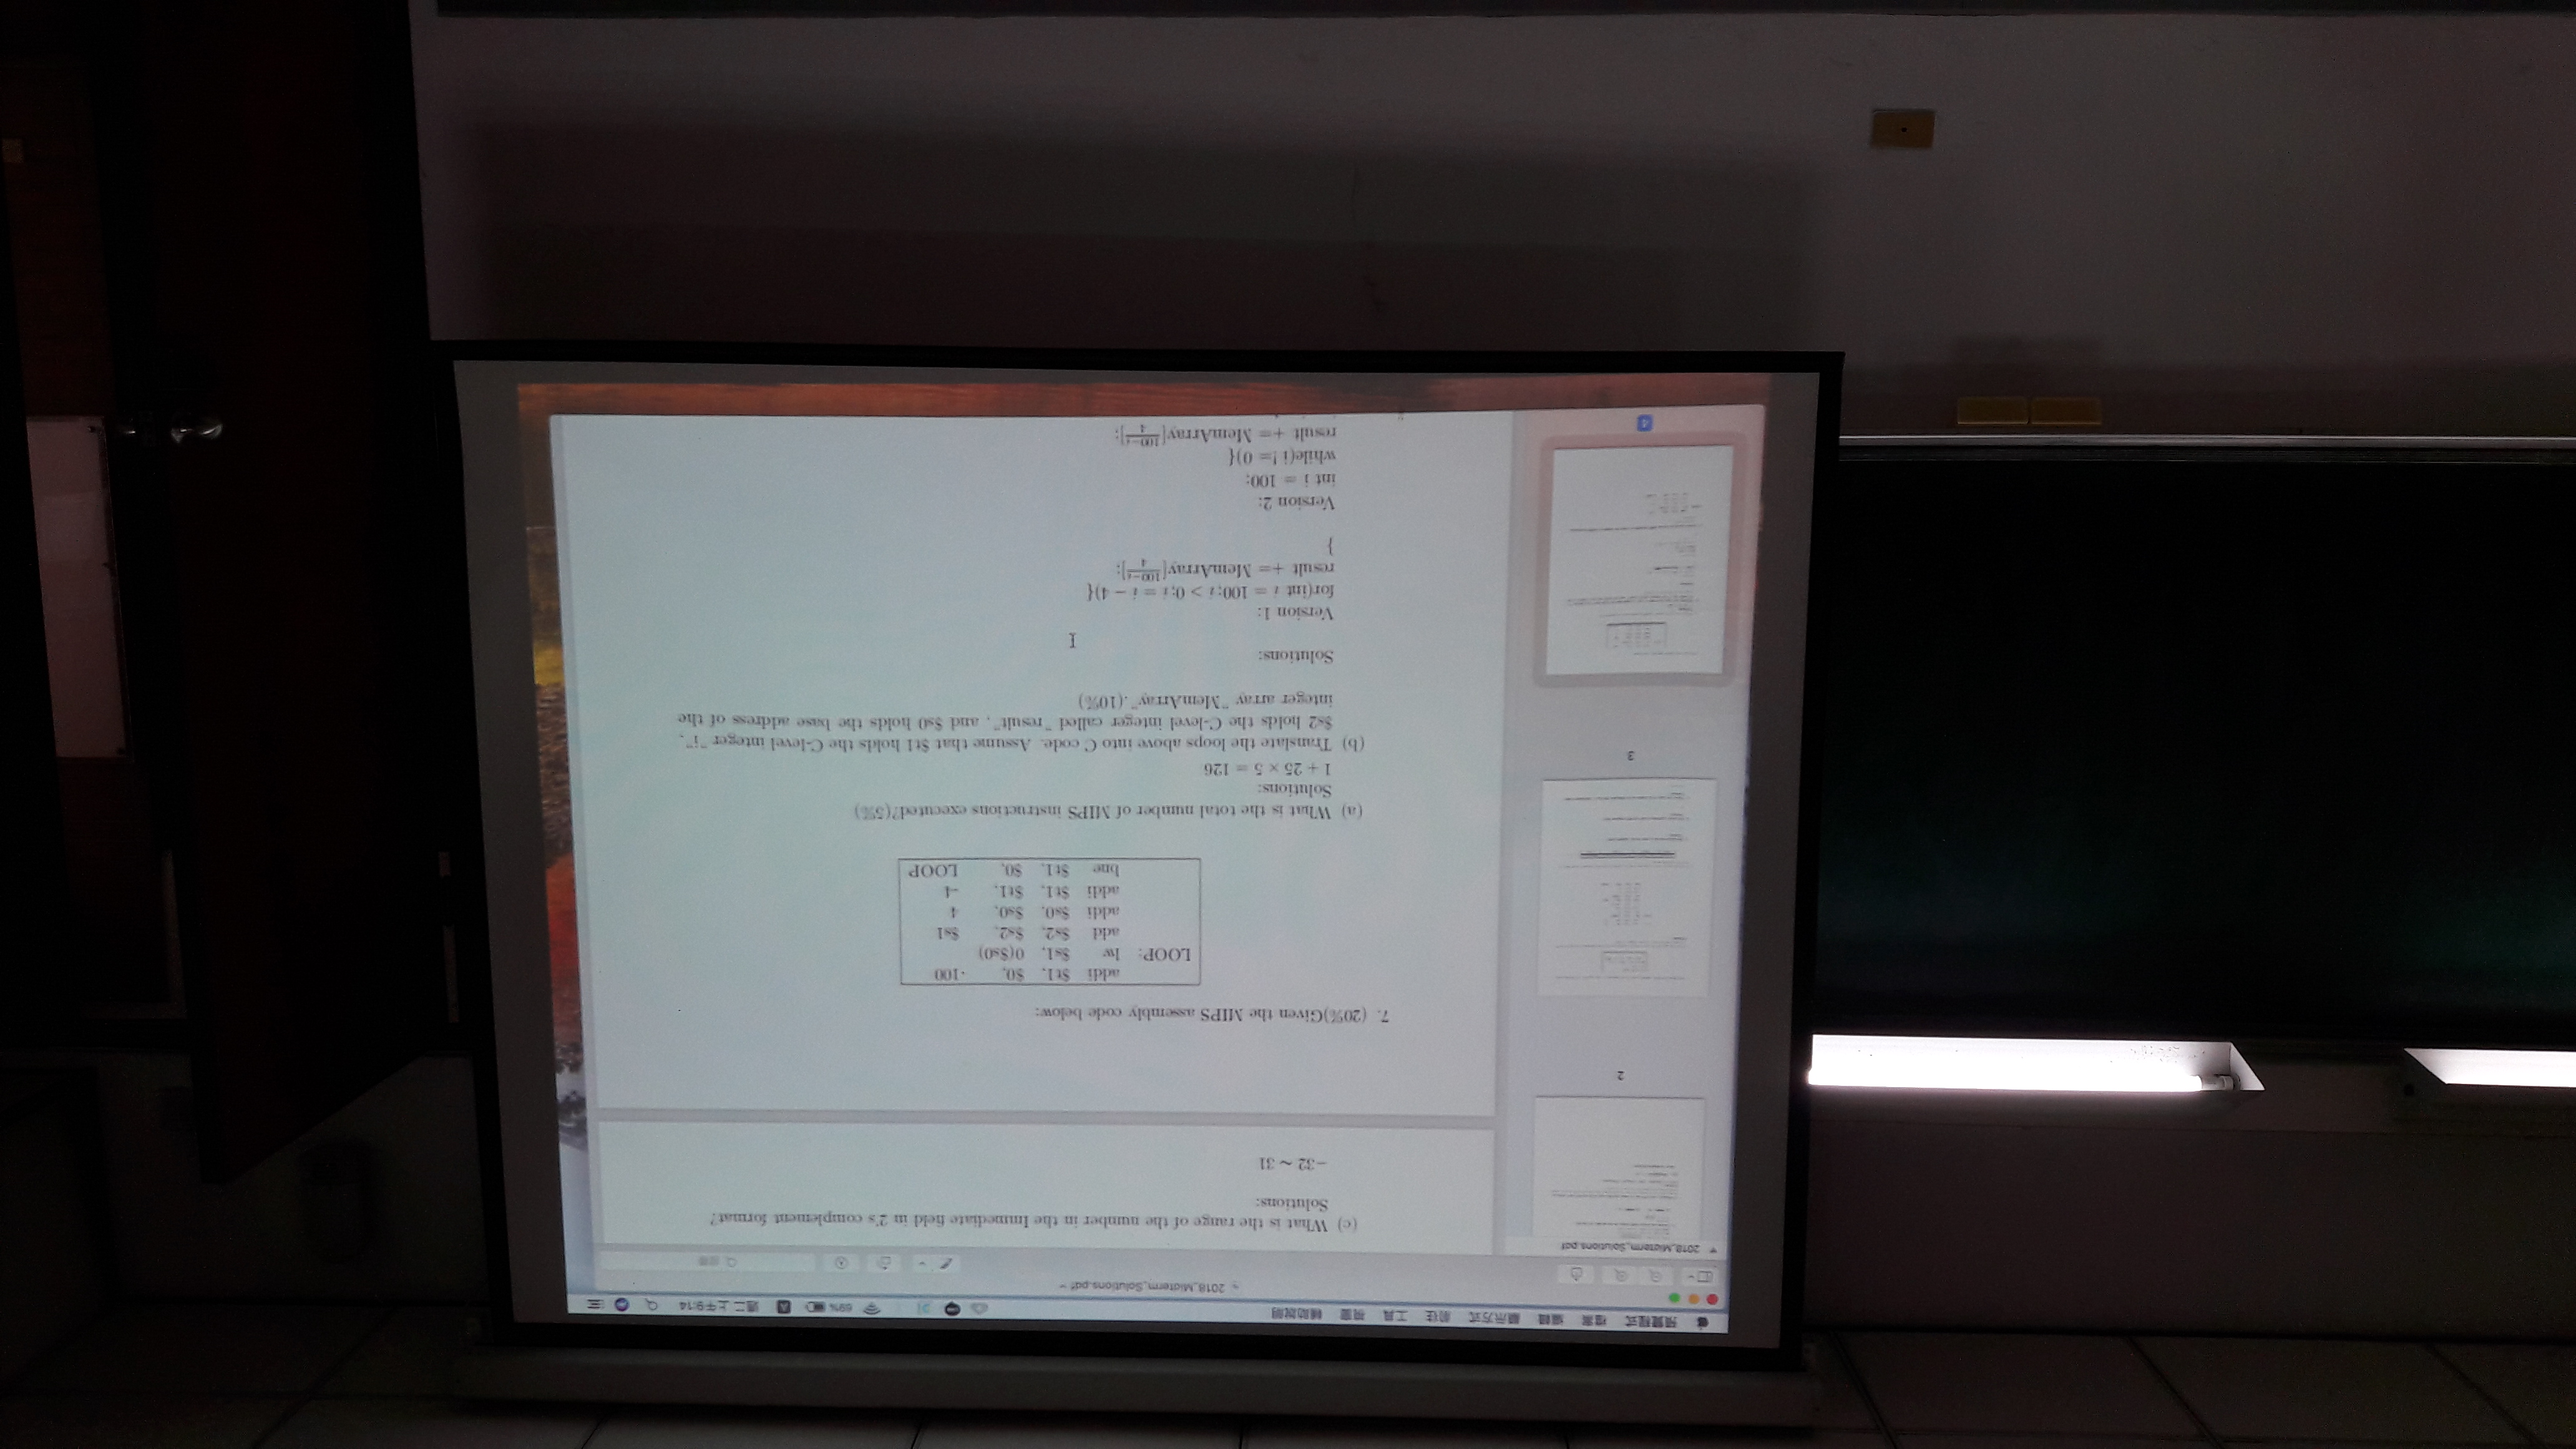 預覽程式 檔案 編輯 顯示方式 前往 工具 視窗 輔助說明
69% 週二 上午9:14
2018_Midterm_Solutions.pdf
2018_Midterm_Solutions.pdf
2
3
4
(c) What is the range of the number in the Immediate field in 2's complement format?
Solutions:
−32 ~ 31
7. (20%)Given the MIPS assembly code below:
addi $t1, $0, -100
LOOP: lw $s1, 0($s0)
add $s2, $s2, $s1
addi $s0, $s0, 4
addi $t1, $t1, -4
bne $t1, $0, LOOP
(a) What is the total number of MIPS instructions executed?(5%)
Solutions:
1 + 25 × 5 = 126
(b) Translate the loops above into C code. Assume that $t1 holds the C-level integer "i",
$s2 holds the C-level integer called "result", and $s0 holds the base address of the
integer array "MemArray".(10%)
Solutions:
Version 1:
for(int i = 100; i > 0; i = i − 4){
result += MemArray[100−i/4];
}
Version 2:
int i = 100;
while(i != 0){
result += MemArray[100−i/4];